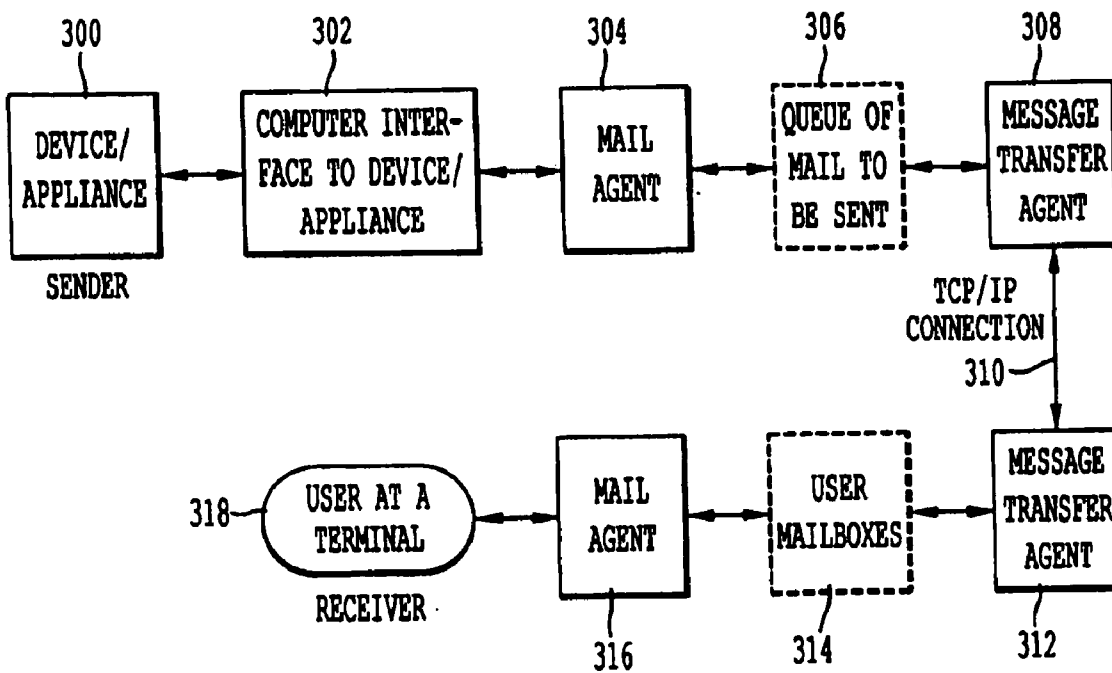 300
302
304
306
308
DEVICE/
APPLIANCE
COMPUTER INTER-
FACE TO DEVICE/
APPLIANCE
MAIL
AGENT
QUEUE OF
MAIL TO
BE SENT
MESSAGE
TRANSFER
AGENT
SENDER
TCP/IP
CONNECTION
310
318
USER AT A
TERMINAL
MAIL
AGENT
USER
MAILBOXES
MESSAGE
TRANSFER
AGENT
RECEIVER
316
314
312